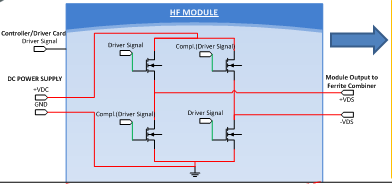 HF MODULE
Controller/Driver Card
Driver Signal
Driver Signal
Compl.(Driver Signal)
DC POWER SUPPLY
+VDC
GND
Module Output to
Ferrite Combiner
+VDS
-VDS
Compl.(Driver Signal)
Driver Signal